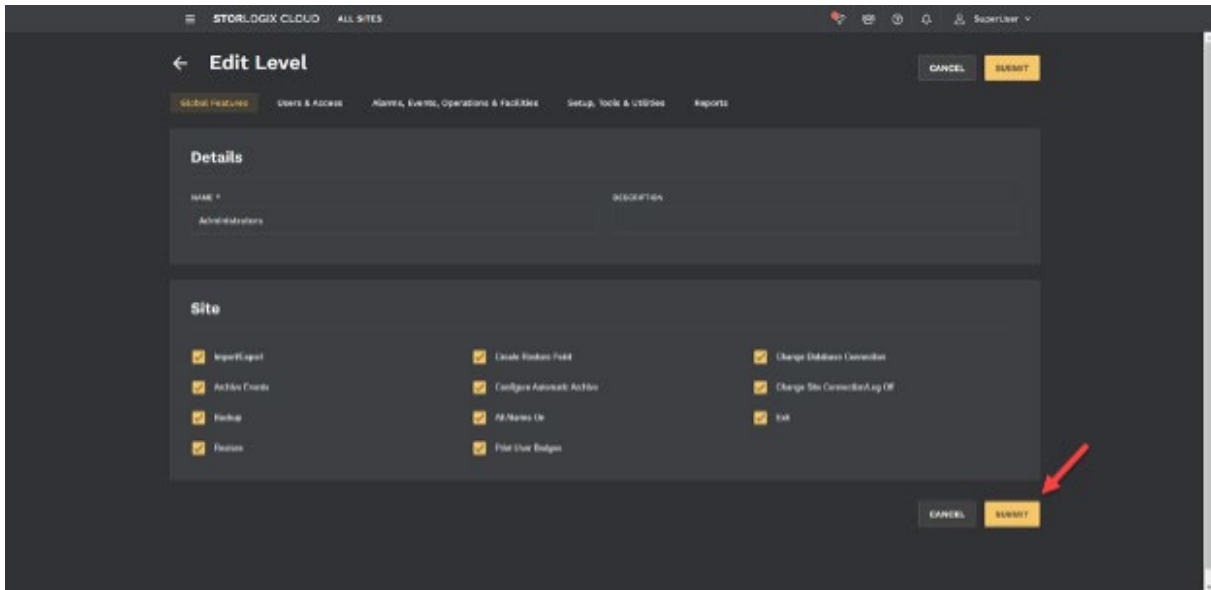 STORLOGIX CLOUD ALL SITES SuperUser
Edit Level
CANCEL SUBMIT
Global Features Users & Access Alarms, Events, Operations & Facilities Setup, Tools & Utilities Reports
Details
NAME * DESCRIPTION
Administrators
Site
Import/Export Create Restore Point Change Database Connection
Archive Events Configure Automatic Archive Change Site Connection/Log Off
Backup All Alarms On Exit
Restore Print User Badges
CANCEL SUBMIT